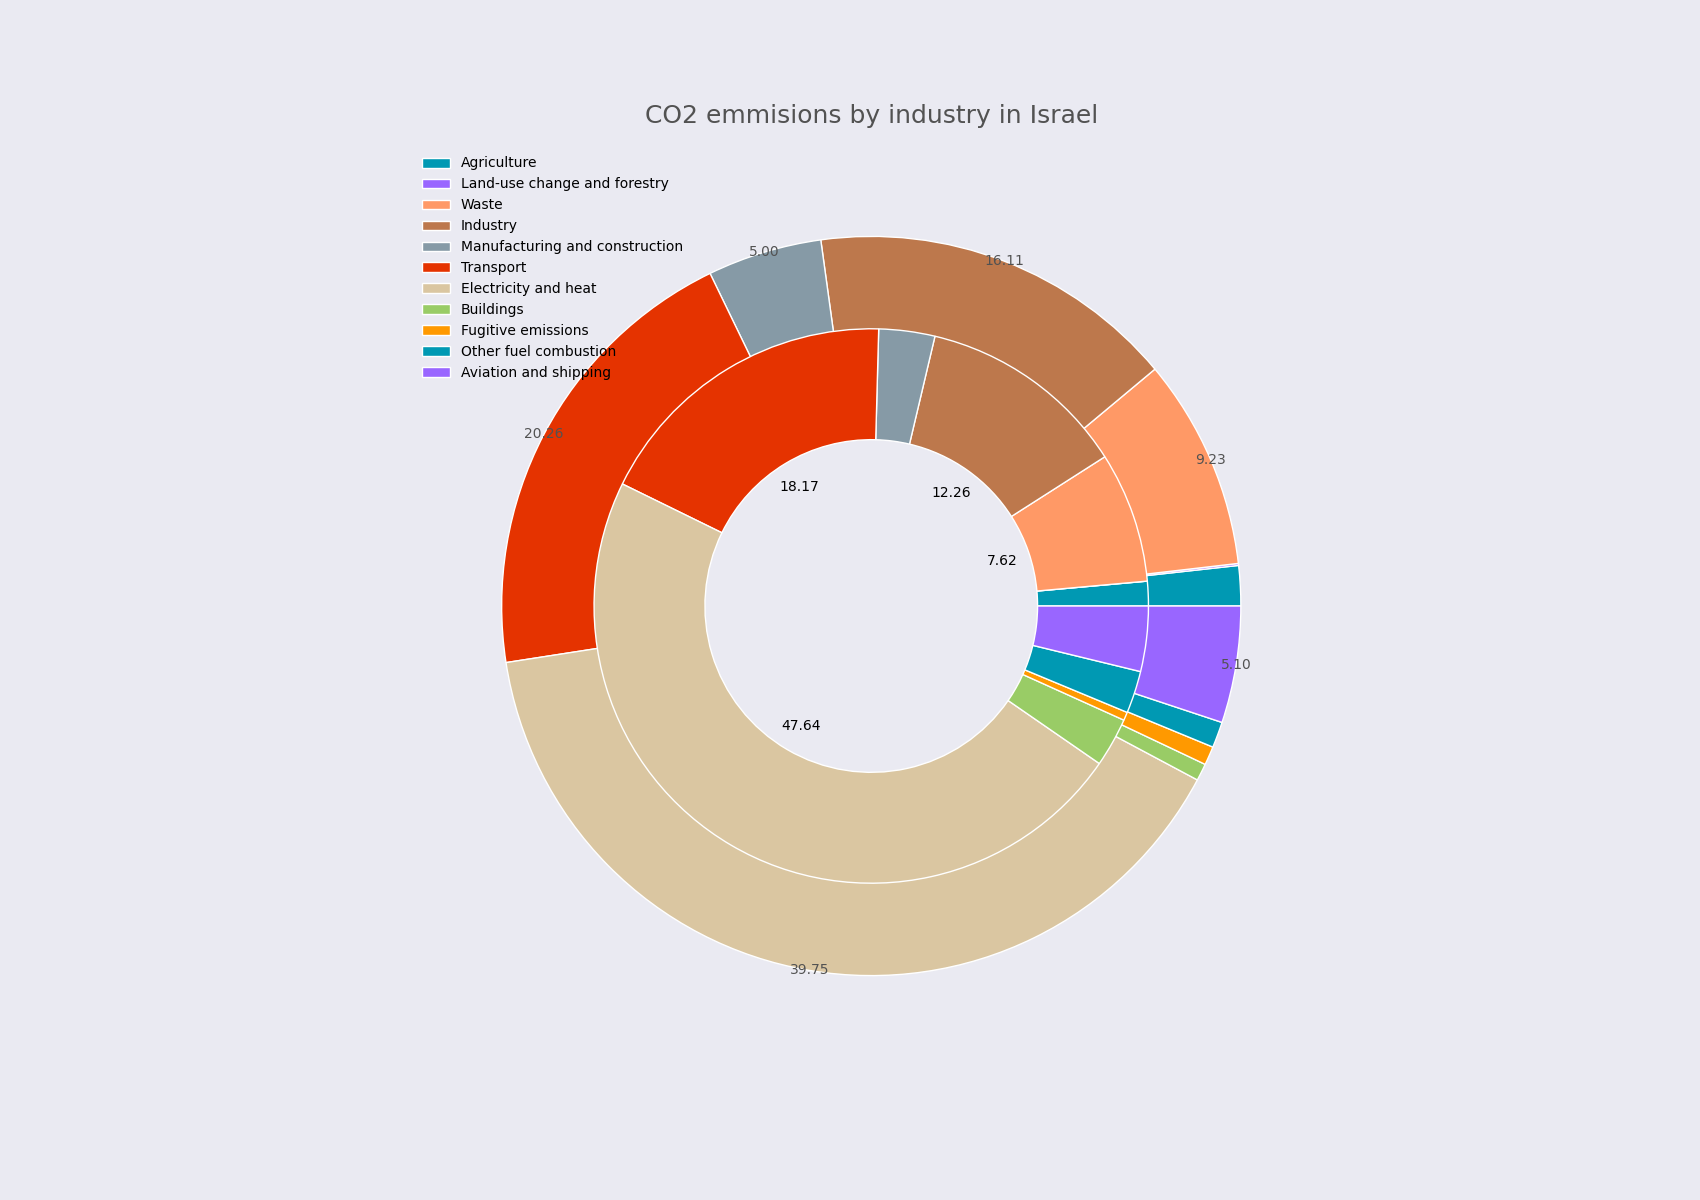 CO2 emmisions by industry in Israel
Agriculture
Land-use change and forestry
Waste
Industry
Manufacturing and construction
Transport
Electricity and heat
Buildings
Fugitive emissions
Other fuel combustion
Aviation and shipping
5.00
16.11
20.26
9.23
18.17
12.26
7.62
5.10
47.64
39.75